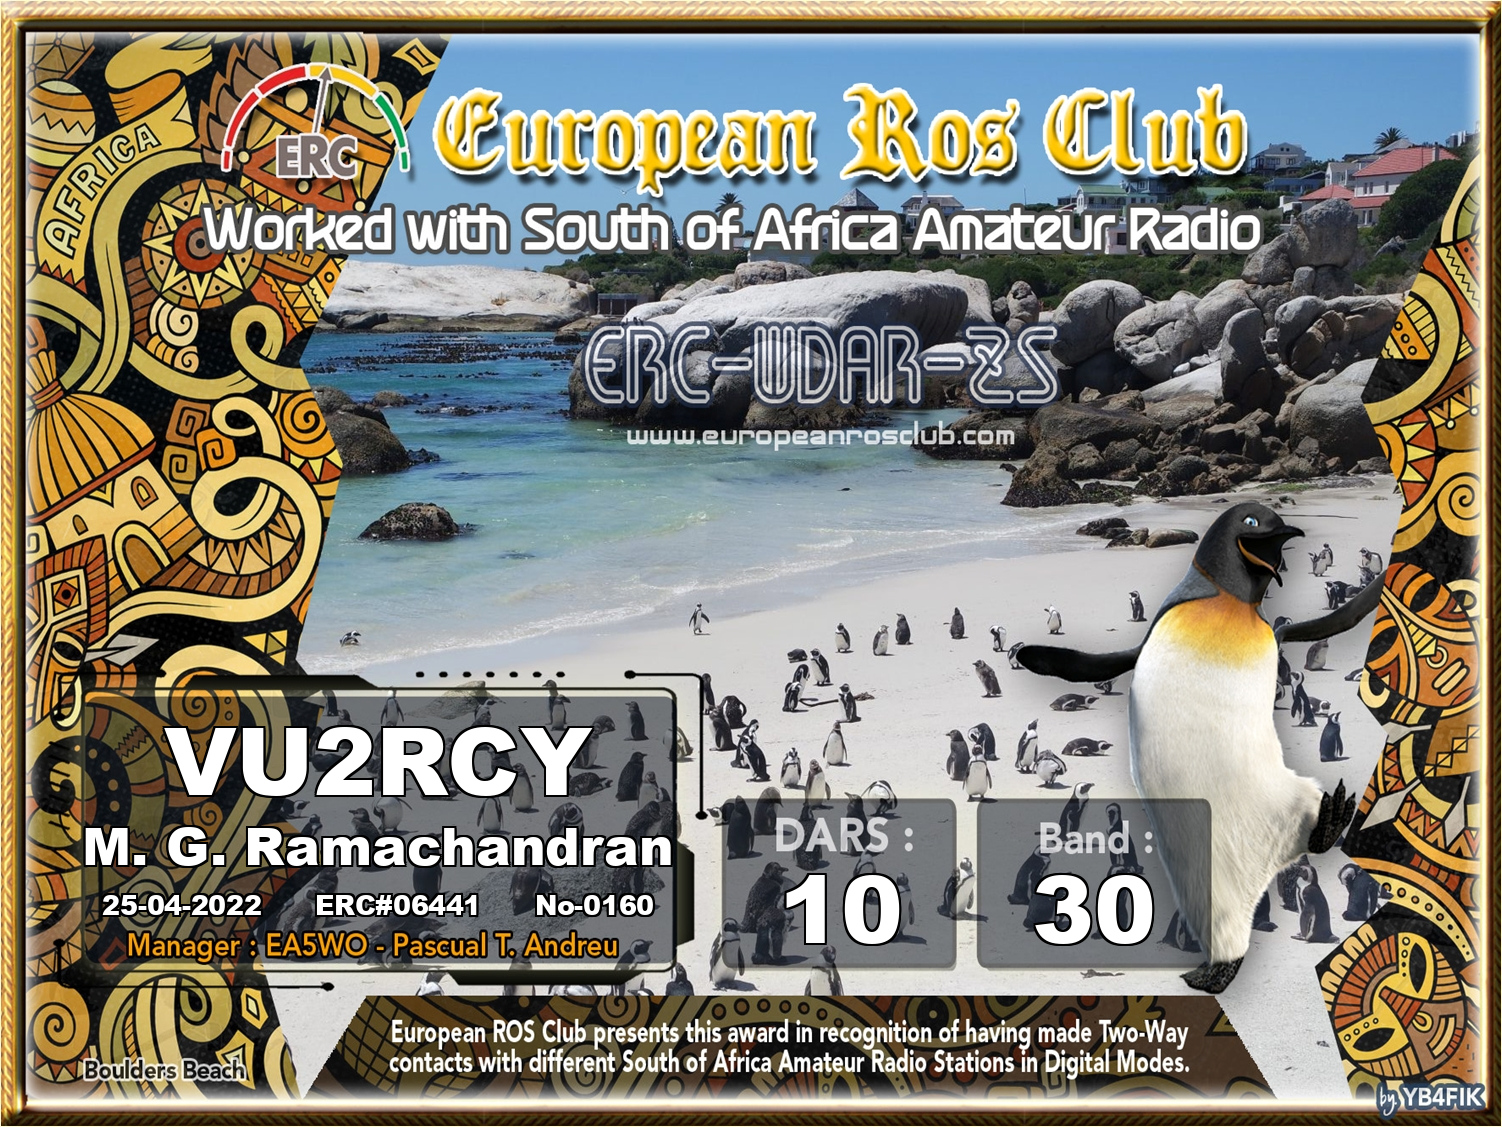 AFRICA
ERC
European Ros Club
Worked with South of Africa Amateur Radio
ERC-WDAR-ZS
www.europeanrosclub.com
VU2RCY
M. G. Ramachandran
25-04-2022 ERC#06441 No-0160
Manager : EA5WO - Pascual T. Andreu
DARS :
10
Band :
30
European ROS Club presents this award in recognition of having made Two-Way
contacts with different South of Africa Amateur Radio Stations in Digital Modes.
Boulders Beach
by YB4FIK